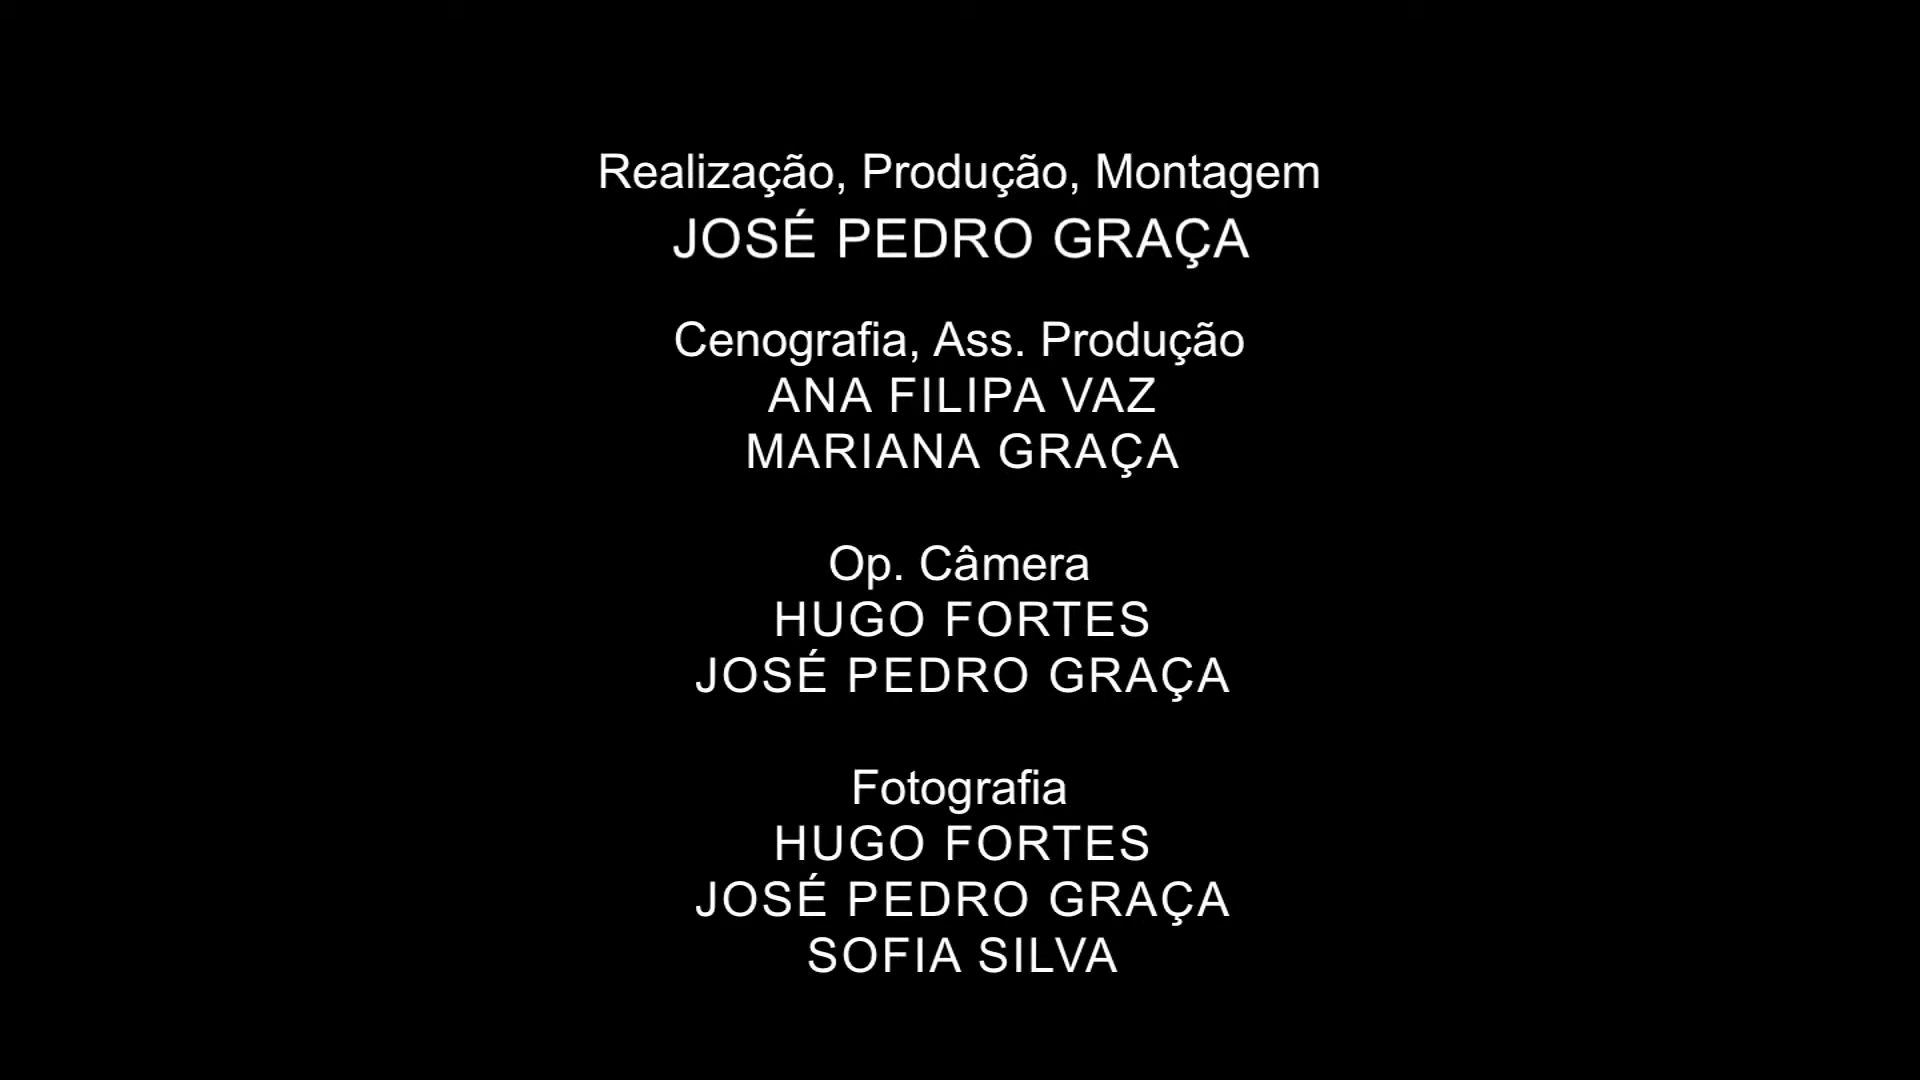 Realização, Produção, Montagem
JOSÉ PEDRO GRAÇA
Cenografia, Ass. Produção
ANA FILIPA VAZ
MARIANA GRAÇA
Op. Câmera
HUGO FORTES
JOSÉ PEDRO GRAÇA
Fotografia
HUGO FORTES
JOSÉ PEDRO GRAÇA
SOFIA SILVA